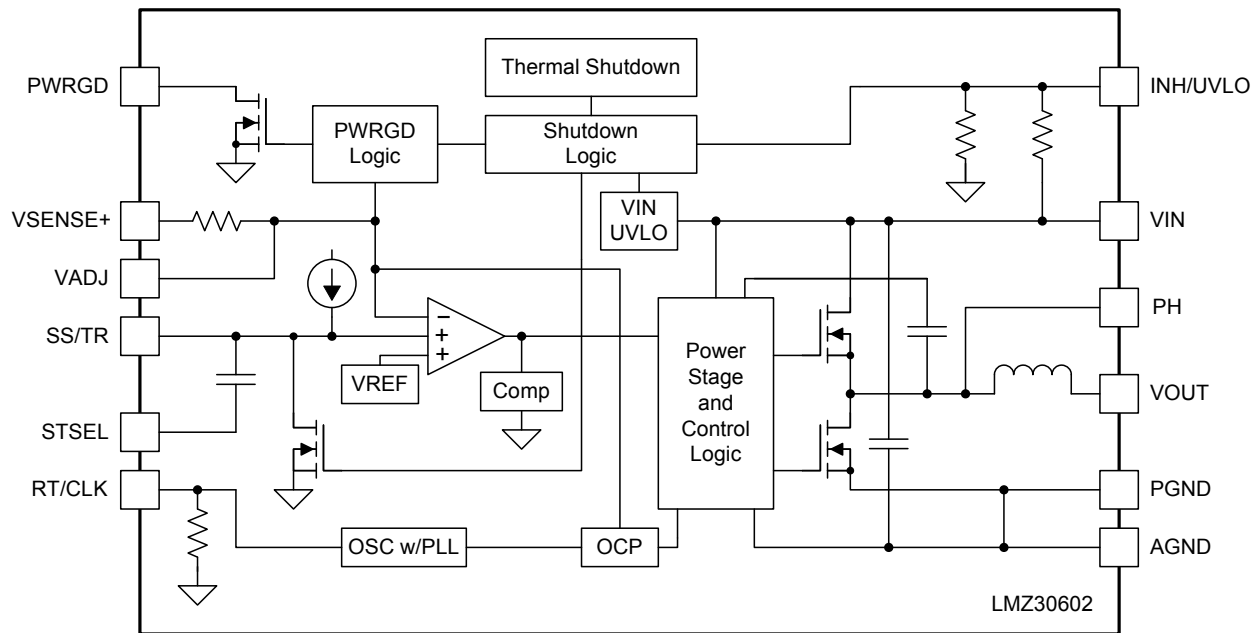 PWRGD
Thermal Shutdown
INH/UVLO
PWRGD
Logic
Shutdown
Logic
VSENSE+
VIN
UVLO
VIN
VADJ
PH
SS/TR
−
+
+
VREF
Comp
Power
Stage
and
Control
Logic
VOUT
STSEL
RT/CLK
PGND
OSC w/PLL
OCP
AGND
LMZ30602